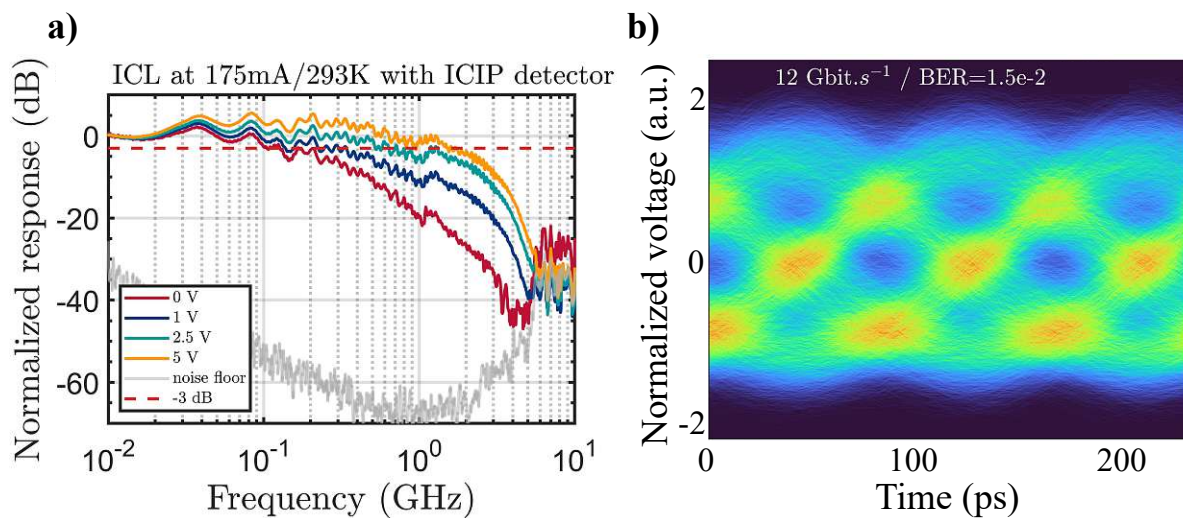 a)
ICL at 175mA/293K with ICIP detector
Normalized response (dB)
0
-20
-40
-60
0 V
1 V
2.5 V
5 V
noise floor
-3 dB
10⁻²
10⁻¹
10⁰
10¹
Frequency (GHz)
b)
12 Gbit.s⁻¹ / BER=1.5e-2
Normalized voltage (a.u.)
2
0
-2
0
100
200
Time (ps)